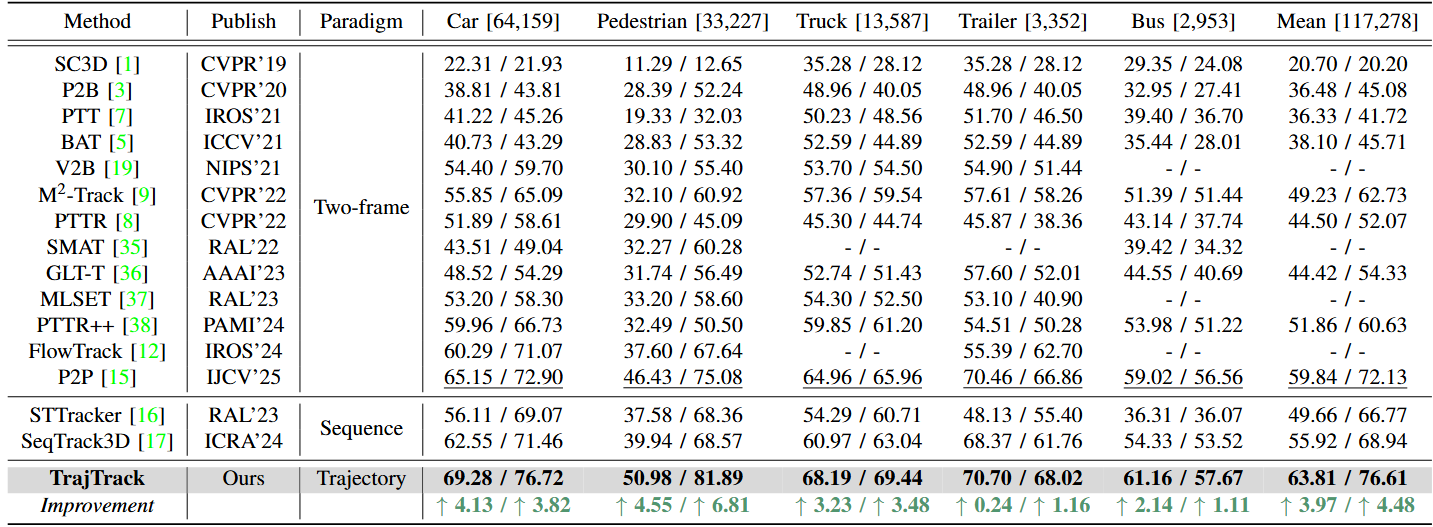 Method Publish Paradigm Car [64,159] Pedestrian [33,227] Truck [13,587] Trailer [3,352] Bus [2,953] Mean [117,278]
SC3D [1] CVPR'19 22.31 / 21.93 11.29 / 12.65 35.28 / 28.12 35.28 / 28.12 29.35 / 24.08 20.70 / 20.20
P2B [3] CVPR'20 38.81 / 43.81 28.39 / 52.24 48.96 / 40.05 48.96 / 40.05 32.95 / 27.41 36.48 / 45.08
PTT [7] IROS'21 41.22 / 45.26 19.33 / 32.03 50.23 / 48.56 51.70 / 46.50 39.40 / 36.70 36.33 / 41.72
BAT [5] ICCV'21 40.73 / 43.29 28.83 / 53.32 52.59 / 44.89 52.59 / 44.89 35.44 / 28.01 38.10 / 45.71
V2B [19] NIPS'21 54.40 / 59.70 30.10 / 55.40 53.70 / 54.50 54.90 / 51.44 - / - - / -
M²-Track [9] CVPR'22 55.85 / 65.09 32.10 / 60.92 57.36 / 59.54 57.61 / 58.26 51.39 / 51.44 49.23 / 62.73
Two-frame
PTTR [8] CVPR'22 51.89 / 58.61 29.90 / 45.09 45.30 / 44.74 45.87 / 38.36 43.14 / 37.74 44.50 / 52.07
SMAT [35] RAL'22 43.51 / 49.04 32.27 / 60.28 - / - - / - 39.42 / 34.32 - / -
GLT-T [36] AAAI'23 48.52 / 54.29 31.74 / 56.49 52.74 / 51.43 57.60 / 52.01 44.55 / 40.69 44.42 / 54.33
MLSET [37] RAL'23 53.20 / 58.30 33.20 / 58.60 54.30 / 52.50 53.10 / 40.90 - / - - / -
PTTR++ [38] PAMI'24 59.96 / 66.73 32.49 / 50.50 59.85 / 61.20 54.51 / 50.28 53.98 / 51.22 51.86 / 60.63
FlowTrack [12] IROS'24 60.29 / 71.07 37.60 / 67.64 - / - 55.39 / 62.70 - / - - / -
P2P [15] IJCV'25 65.15 / 72.90 46.43 / 75.08 64.96 / 65.96 70.46 / 66.86 59.02 / 56.56 59.84 / 72.13
STTracker [16] RAL'23 56.11 / 69.07 37.58 / 68.36 54.29 / 60.71 48.13 / 55.40 36.31 / 36.07 49.66 / 66.77
Sequence
SeqTrack3D [17] ICRA'24 62.55 / 71.46 39.94 / 68.57 60.97 / 63.04 68.37 / 61.76 54.33 / 53.52 55.92 / 68.94
TrajTrack Ours Trajectory 69.28 / 76.72 50.98 / 81.89 68.19 / 69.44 70.70 / 68.02 61.16 / 57.67 63.81 / 76.61
Improvement ↑ 4.13 / ↑ 3.82 ↑ 4.55 / ↑ 6.81 ↑ 3.23 / ↑ 3.48 ↑ 0.24 / ↑ 1.16 ↑ 2.14 / ↑ 1.11 ↑ 3.97 / ↑ 4.48